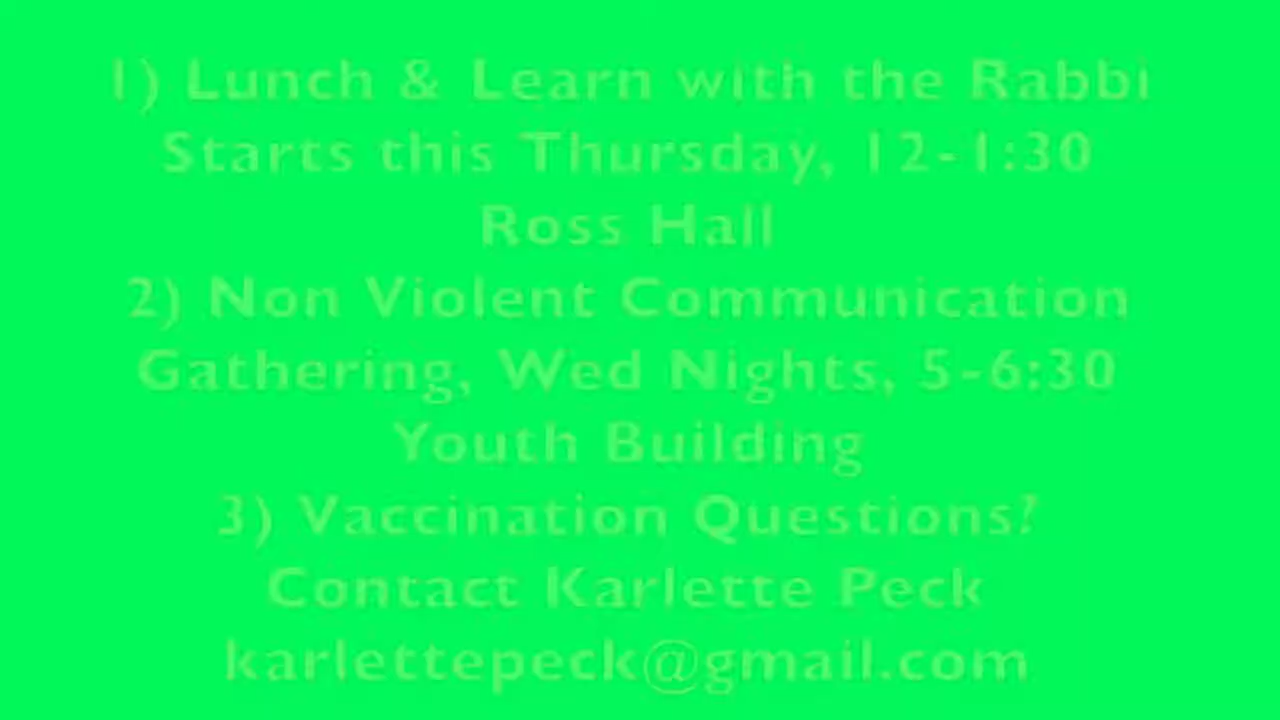 1) Lunch & Learn with the Rabbi
Starts this Thursday, 12-1:30
Ross Hall
2) Non Violent Communication
Gathering, Wed Nights, 5-6:30
Youth Building
3) Vaccination Questions?
Contact Karlette Peck
karlettepeck@gmail.com